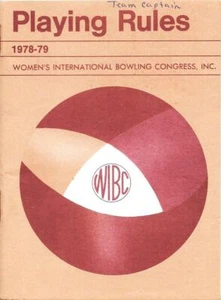 Team Captain
Playing Rules
1978-79
WOMEN'S INTERNATIONAL BOWLING CONGRESS, INC.
WIBC